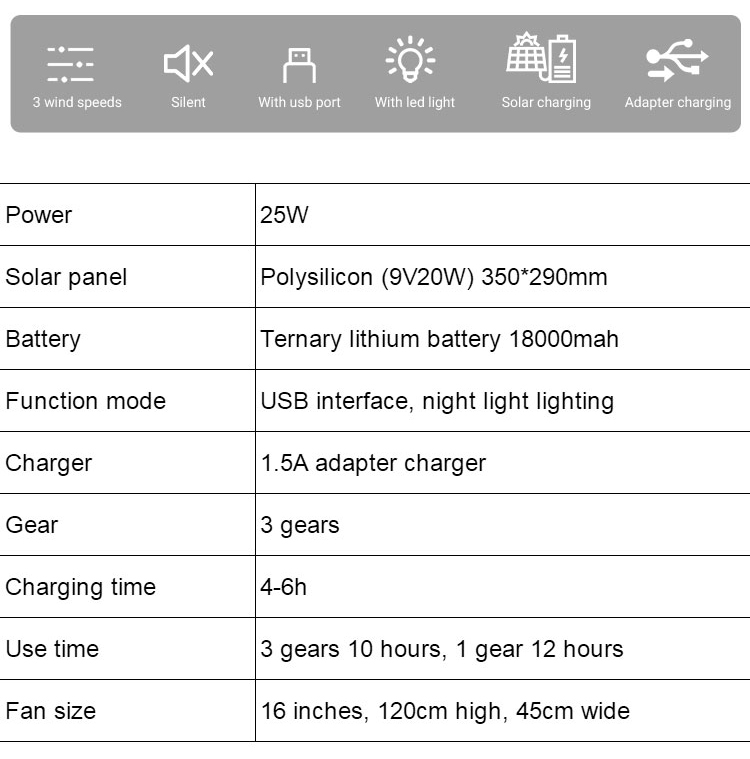 3 wind speeds Silent With usb port With led light Solar charging Adapter charging
Power 25W
Solar panel Polysilicon (9V20W) 350*290mm
Battery Ternary lithium battery 18000mah
Function mode USB interface, night light lighting
Charger 1.5A adapter charger
Gear 3 gears
Charging time 4-6h
Use time 3 gears 10 hours, 1 gear 12 hours
Fan size 16 inches, 120cm high, 45cm wide